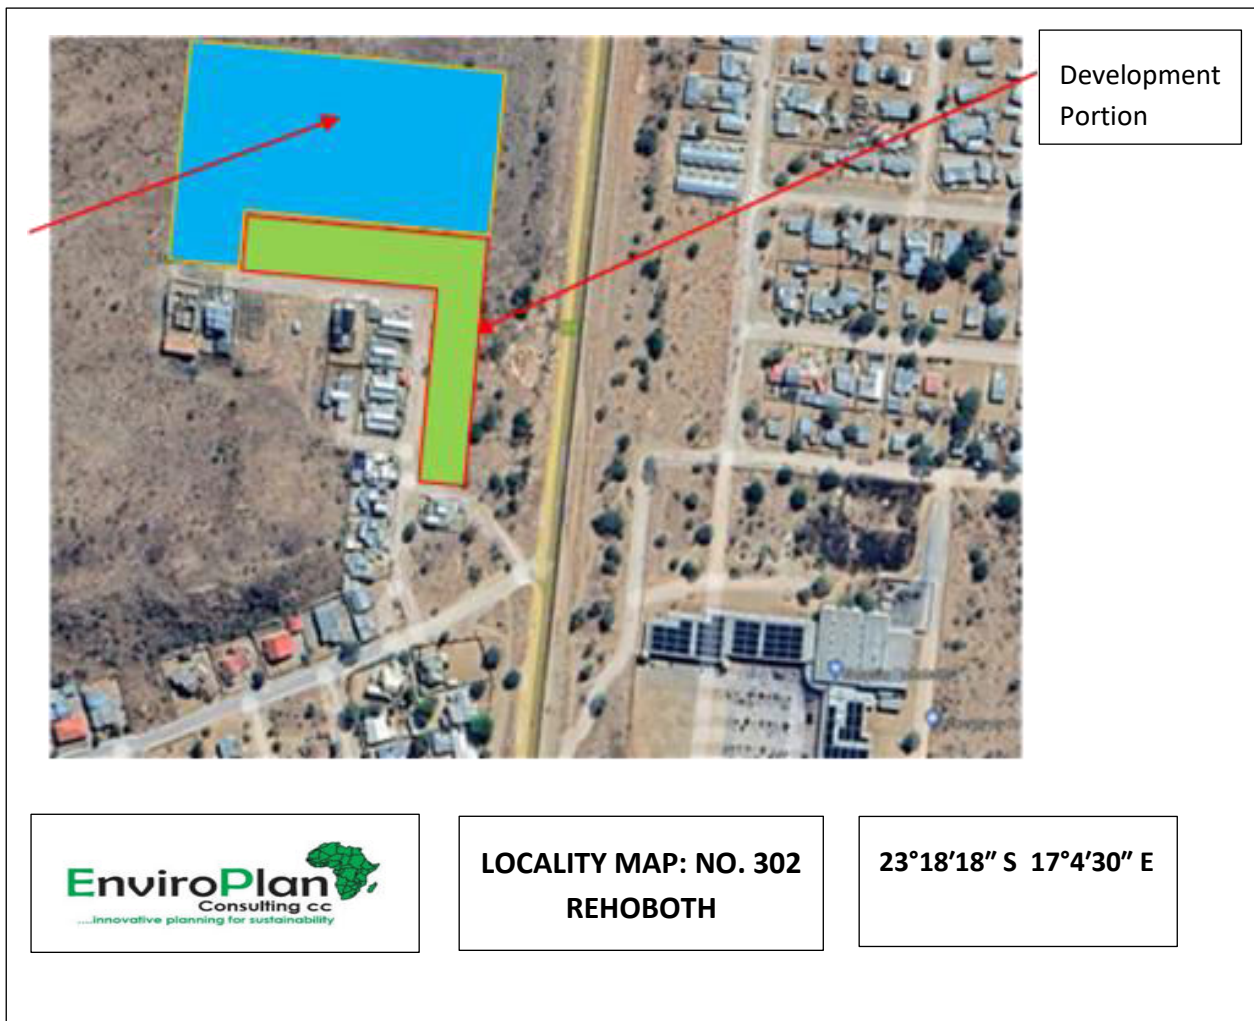 Development
Portion
EnviroPlan
Consulting cc
.....innovative planning for sustainability
LOCALITY MAP: NO. 302
REHOBOTH
23°18′18″ S 17°4′30″ E